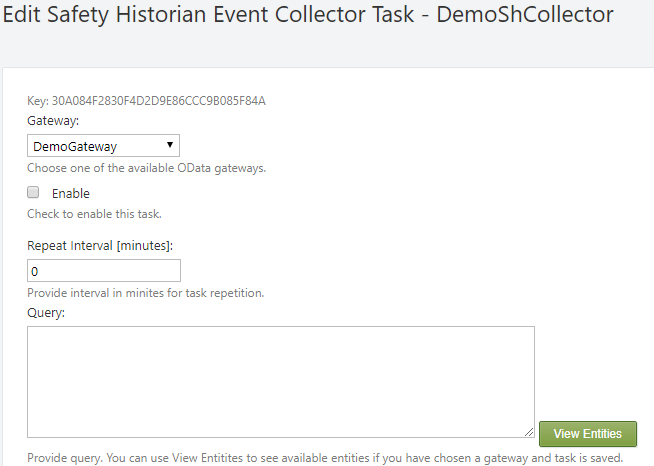 Edit Safety Historian Event Collector Task - DemoShCollector
Key: 30A084F2830F4D2D9E86CCC9B085F84A
Gateway:
DemoGateway
Choose one of the available OData gateways.
Enable
Check to enable this task.
Repeat Interval [minutes]:
0
Provide interval in minites for task repetition.
Query:
View Entities
Provide query. You can use View Entitites to see available entities if you have chosen a gateway and task is saved.